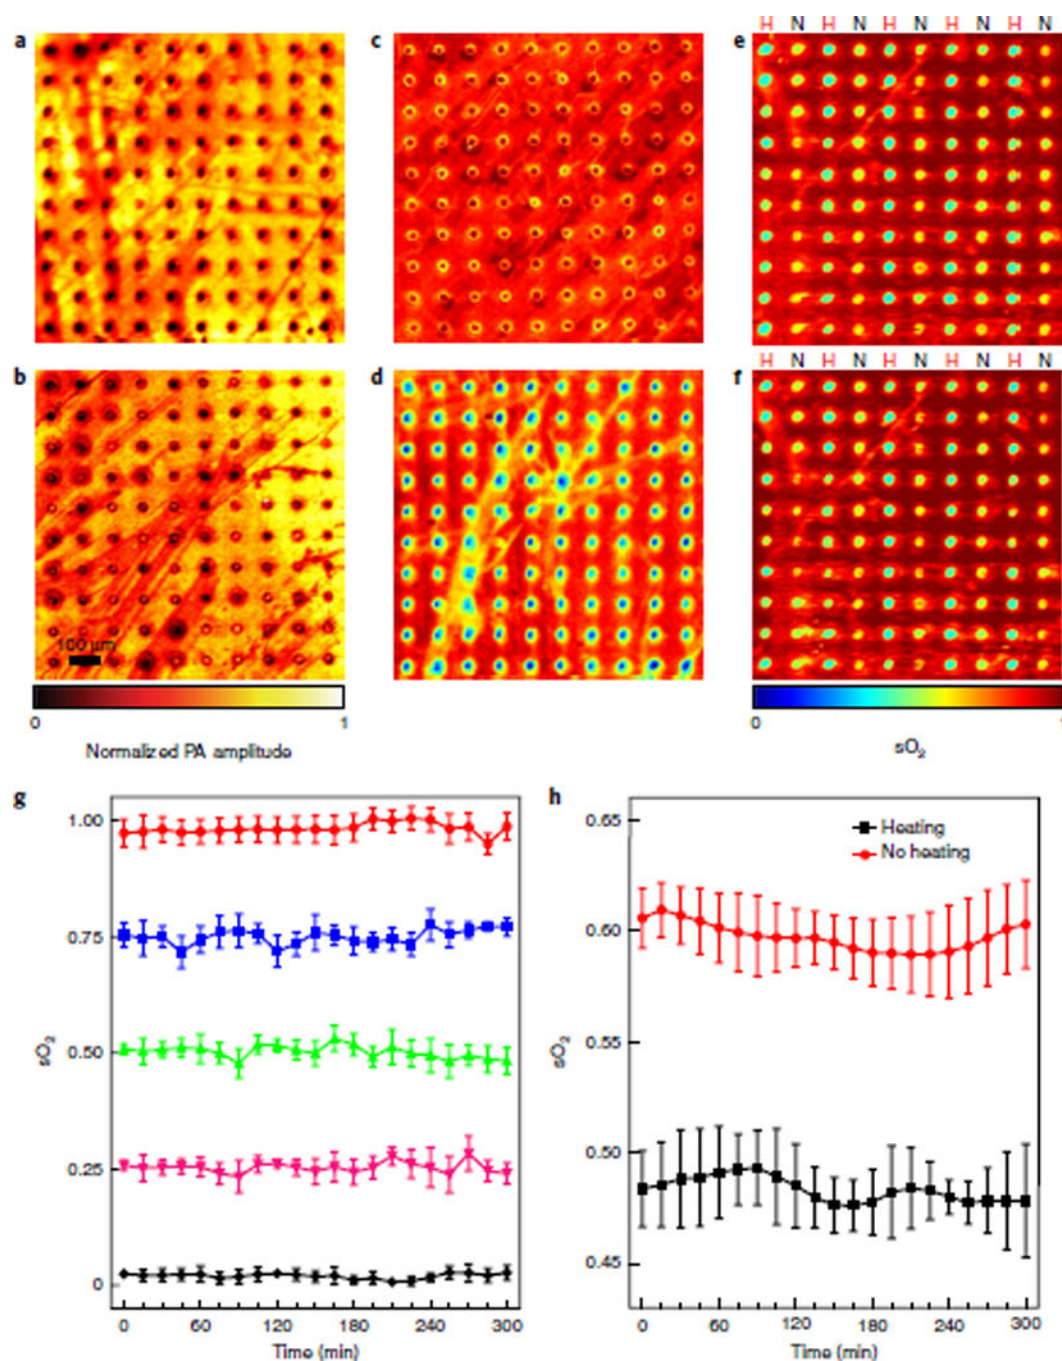 a
c
e
H N H N H N H N H N
b
d
f
H N H N H N H N H N
100 µm
0 1
Normalized PA amplitude
0 1
sO2
g
1.00
0.75
0.50
0.25
0
sO2
0 60 120 180 240 300
Time (min)
h
0.65
0.60
0.55
0.50
0.45
sO2
Heating
No heating
0 60 120 180 240 300
Time (min)